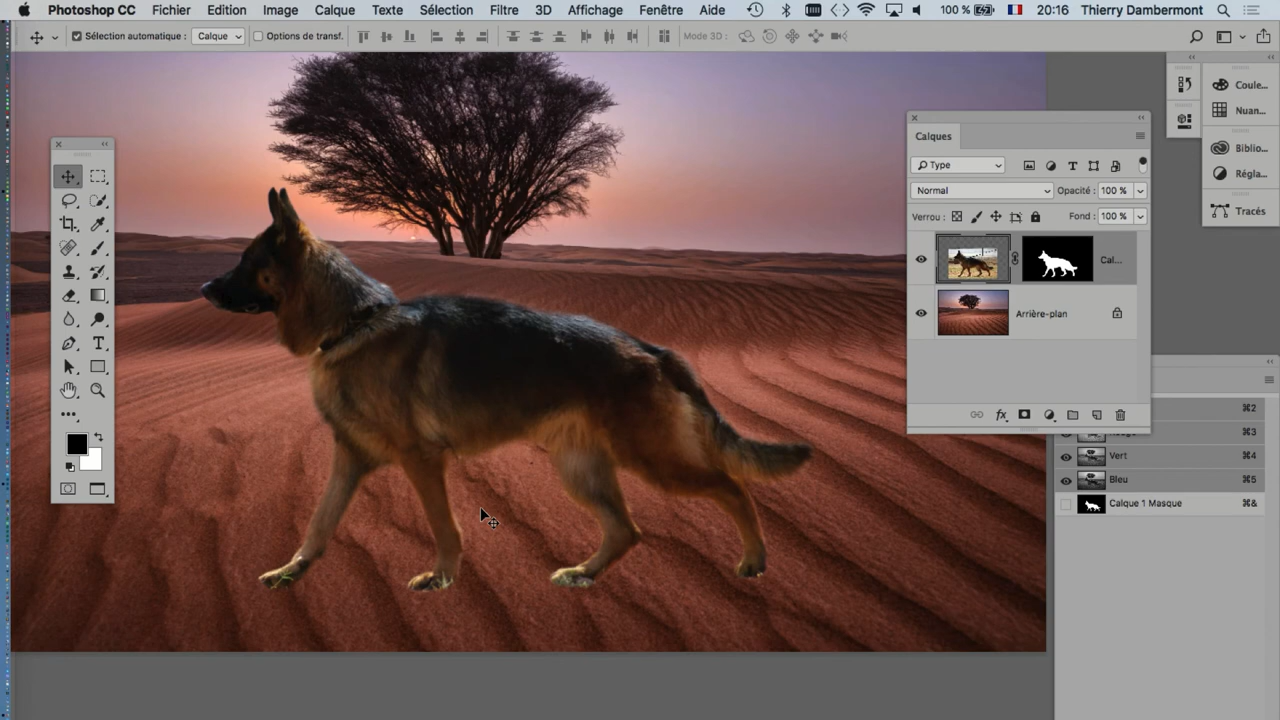 Photoshop CC Fichier Edition Image Calque Texte Sélection Filtre 3D Affichage Fenêtre Aide 100 % 20:16 Thierry Dambermont
Sélection automatique : Calque Options de transf. Mode 3D :
Coule...
Nuan...
Biblio...
Régla...
Tracés
Calques
Type
Normal Opacité : 100 %
Verrou : Fond : 100 %
Cal...
Arrière-plan
fx
⌘2
⌘3
Vert ⌘4
Bleu ⌘5
Calque 1 Masque ⌘&